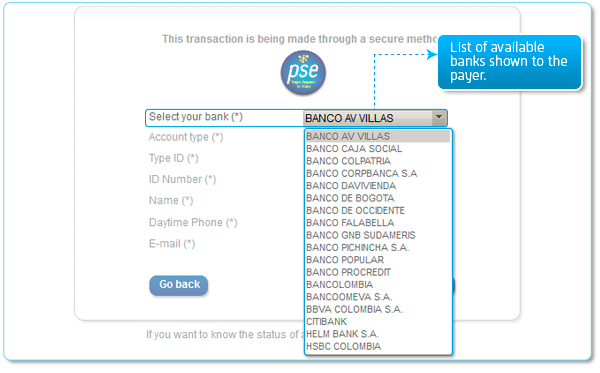 This transaction is being made through a secure metho
pse
List of available
banks shown to the
payer.
Select your bank (*)
BANCO AV VILLAS
Account type (*)
Type ID (*)
ID Number (*)
Name (*)
Daytime Phone (*)
E-mail (*)
BANCO AV VILLAS
BANCO CAJA SOCIAL
BANCO COLPATRIA
BANCO CORPBANCA S.A
BANCO DAVIVIENDA
BANCO DE BOGOTA
BANCO DE OCCIDENTE
BANCO FALABELLA
BANCO GNB SUDAMERIS
BANCO PICHINCHA S.A.
BANCO POPULAR
BANCO PROCREDIT
BANCOLOMBIA
BANCOOMEVA S.A.
BBVA COLOMBIA S.A.
CITIBANK
HELM BANK S.A.
HSBC COLOMBIA
Go back
If you want to know the status of a